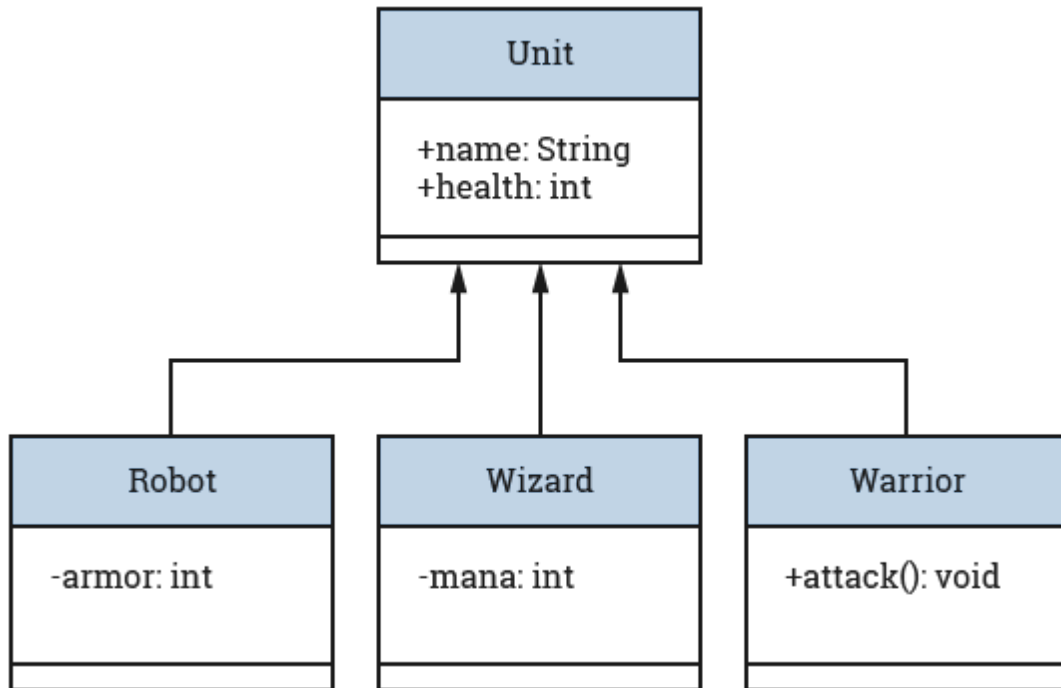 Unit
+name: String
+health: int
Robot
Wizard
Warrior
-armor: int
-mana: int
+attack(): void